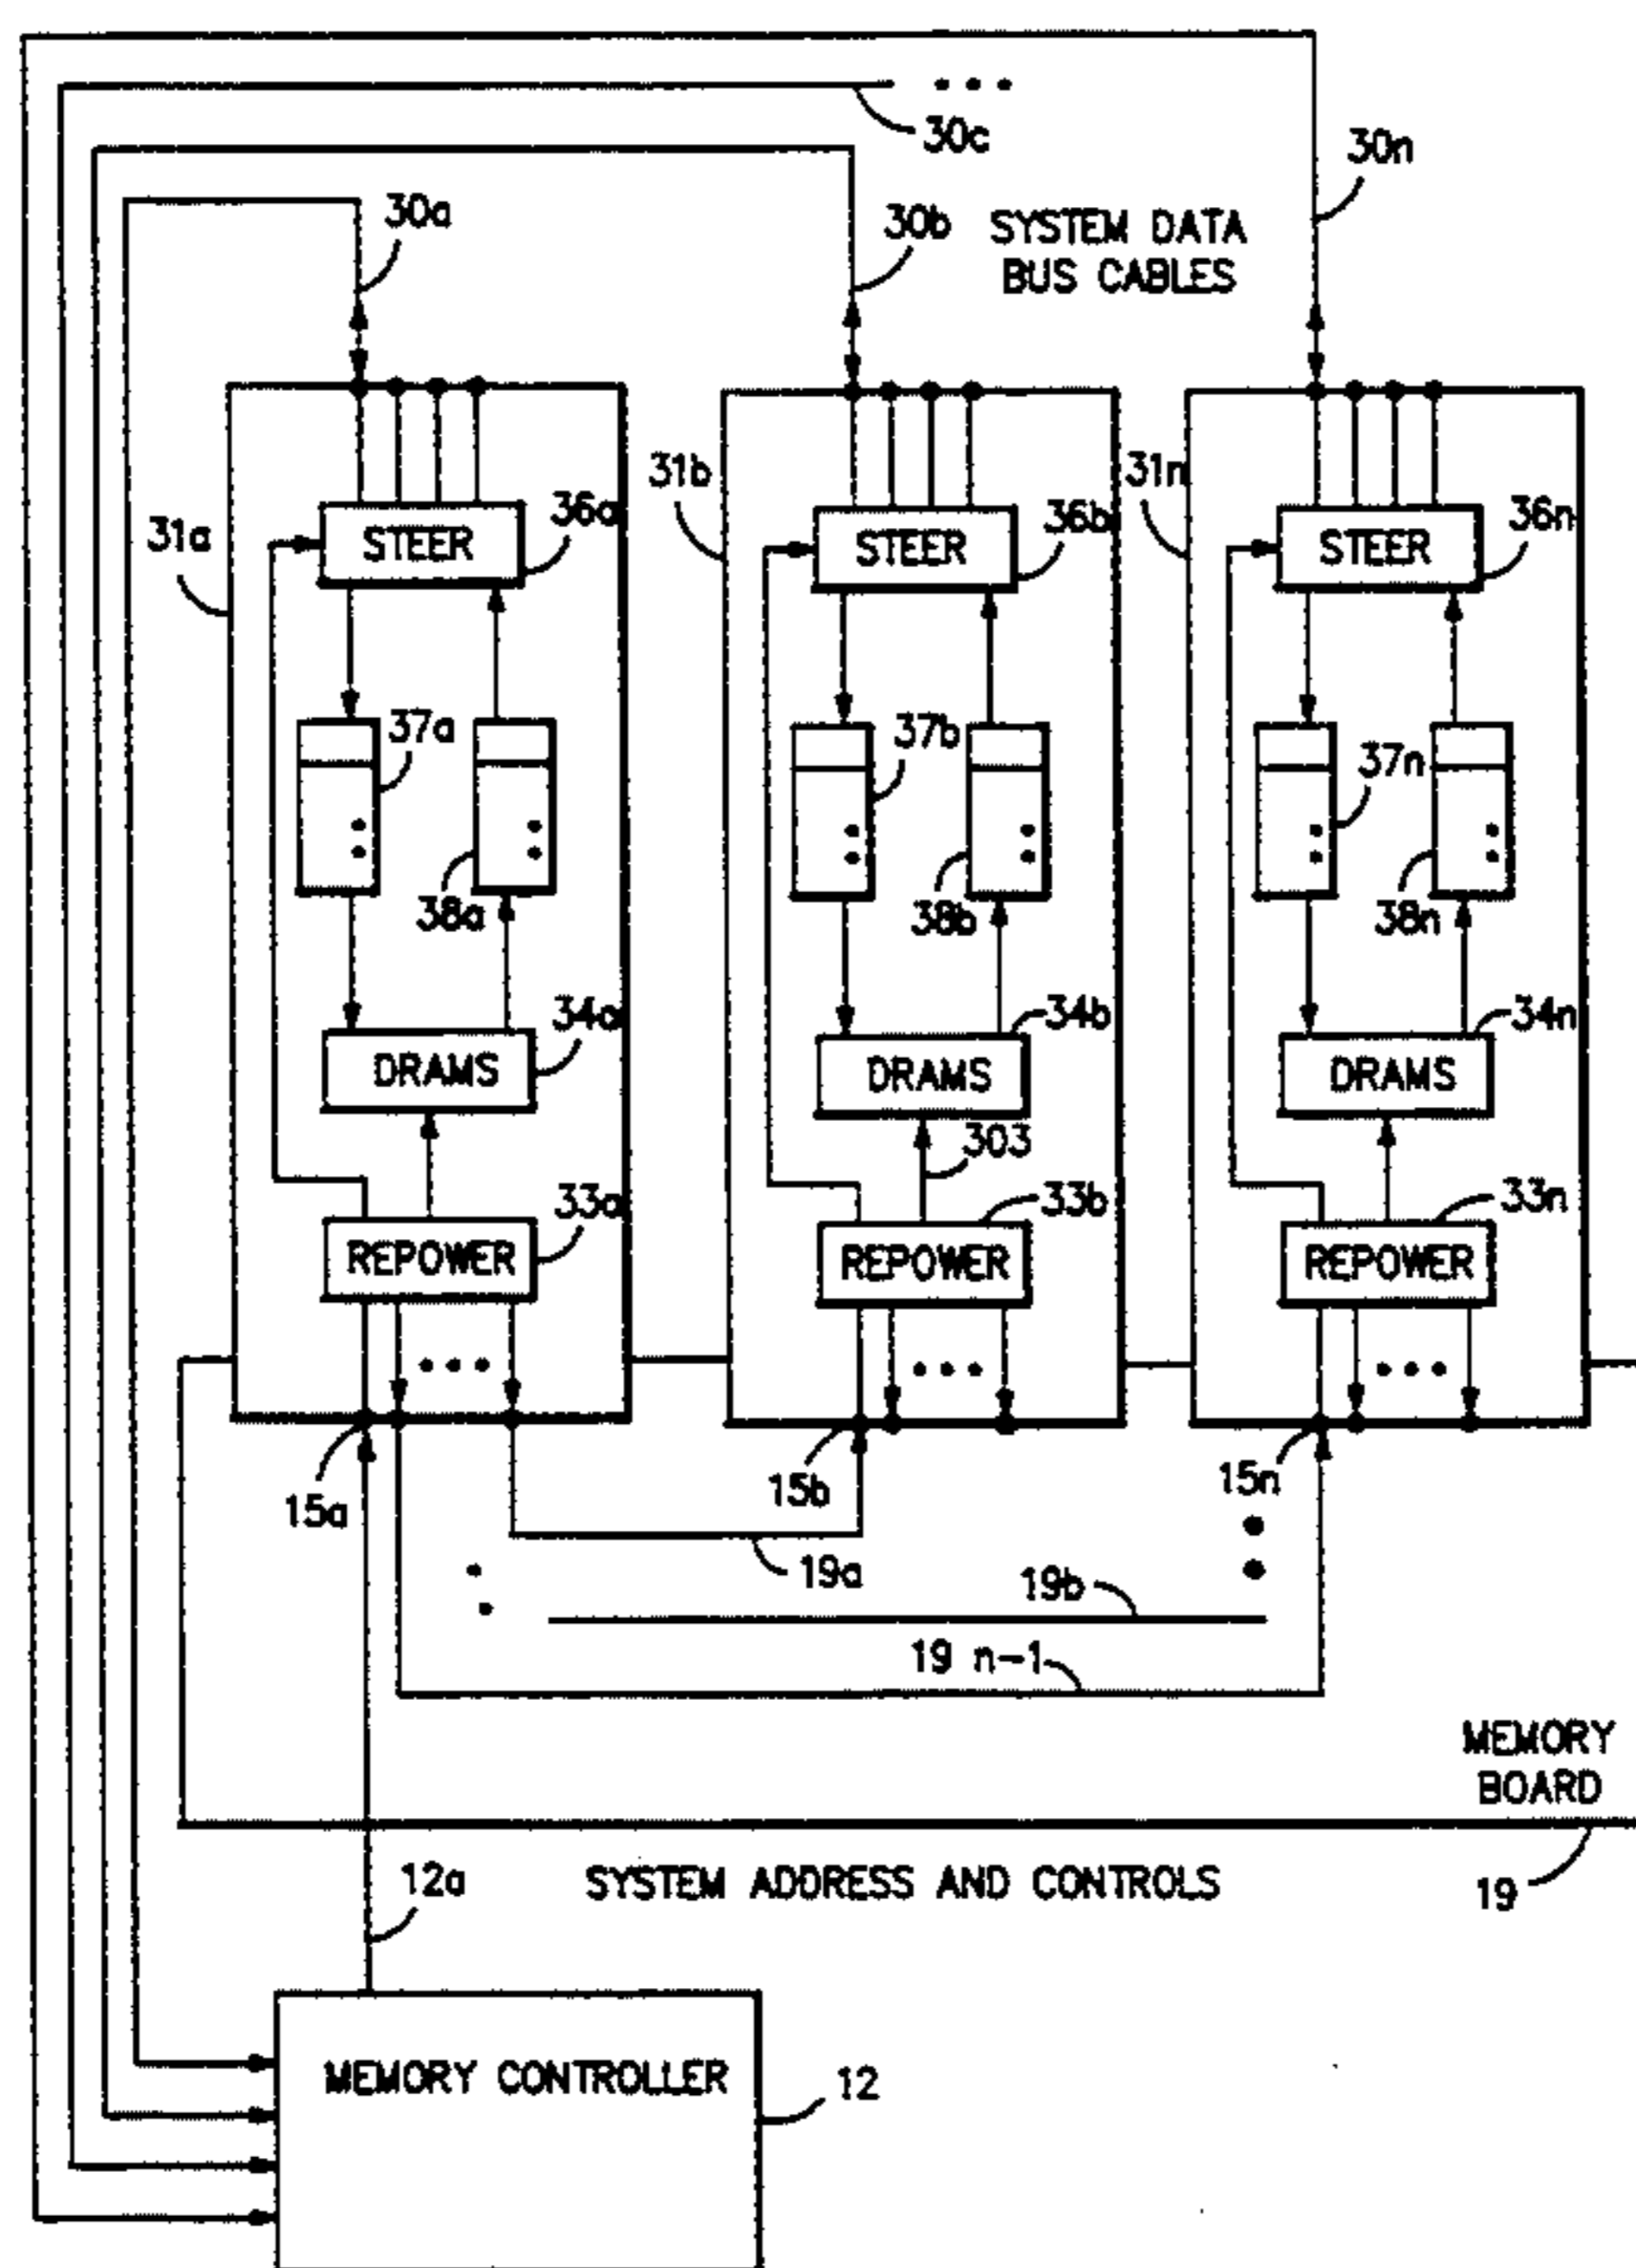 30c
30n
30a
30b
SYSTEM DATA
BUS CABLES
31a
36a
31b
36b
31n
36n
STEER
STEER
STEER
37a
37b
37n
38a
38b
38n
34a
34b
34n
DRAMS
DRAMS
DRAMS
303
33a
33b
33n
REPOWER
REPOWER
REPOWER
15a
15b
15n
19a
19b
19 n-1
MEMORY
BOARD
12a
SYSTEM ADDRESS AND CONTROLS
19
MEMORY CONTROLLER
12